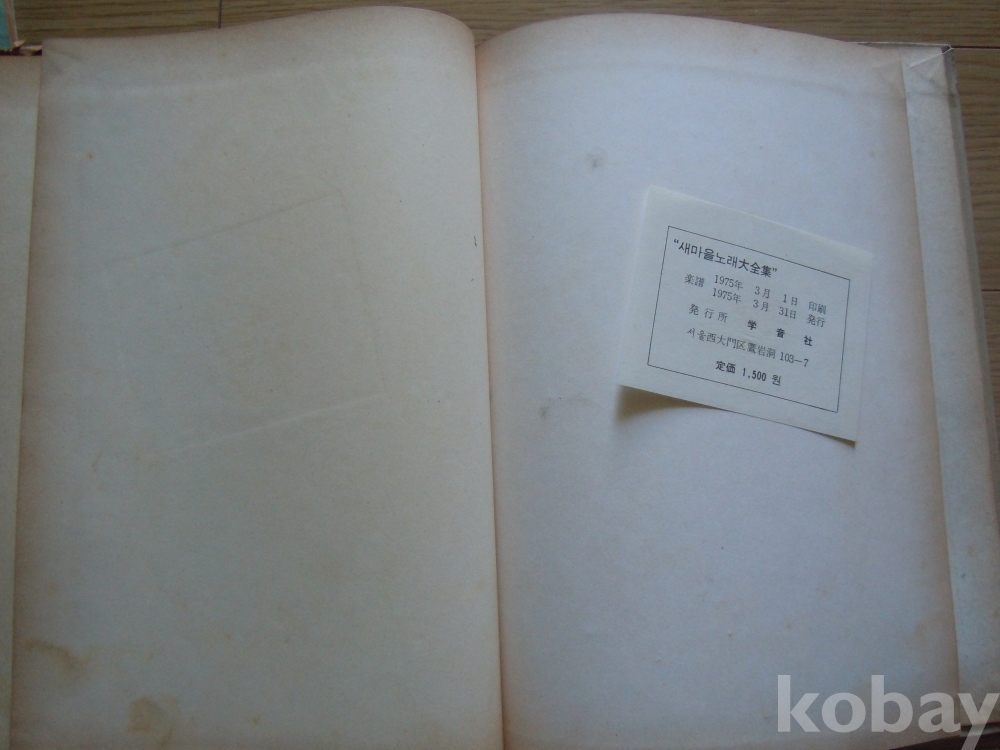 “새마을노래大全集”
楽譜 1975年 3月 1日 印刷
1975年 3月 31日 発行
発行所 学音社
서울西大門区鷹岩洞 103—7
定価 1,500 원
kobay